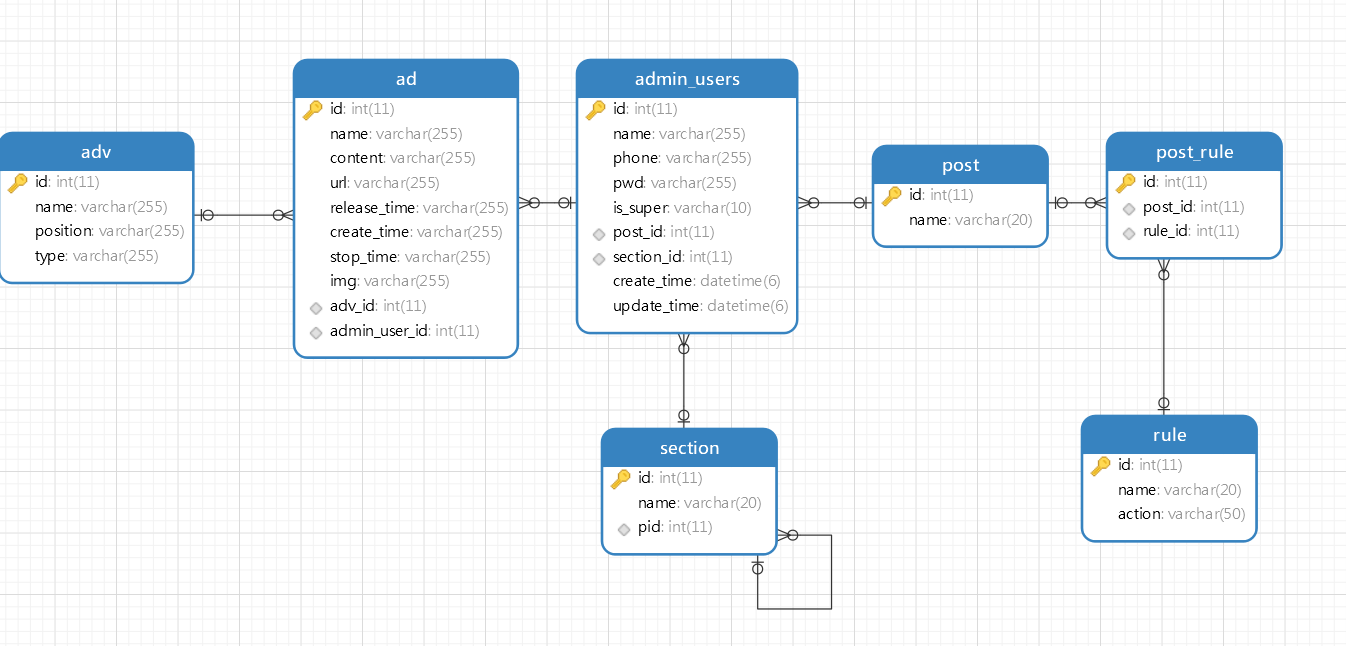 adv
id: int(11)
name: varchar(255)
position: varchar(255)
type: varchar(255)
ad
id: int(11)
name: varchar(255)
content: varchar(255)
url: varchar(255)
release_time: varchar(255)
create_time: varchar(255)
stop_time: varchar(255)
img: varchar(255)
adv_id: int(11)
admin_user_id: int(11)
admin_users
id: int(11)
name: varchar(255)
phone: varchar(255)
pwd: varchar(255)
is_super: varchar(10)
post_id: int(11)
section_id: int(11)
create_time: datetime(6)
update_time: datetime(6)
post
id: int(11)
name: varchar(20)
post_rule
id: int(11)
post_id: int(11)
rule_id: int(11)
section
id: int(11)
name: varchar(20)
pid: int(11)
rule
id: int(11)
name: varchar(20)
action: varchar(50)